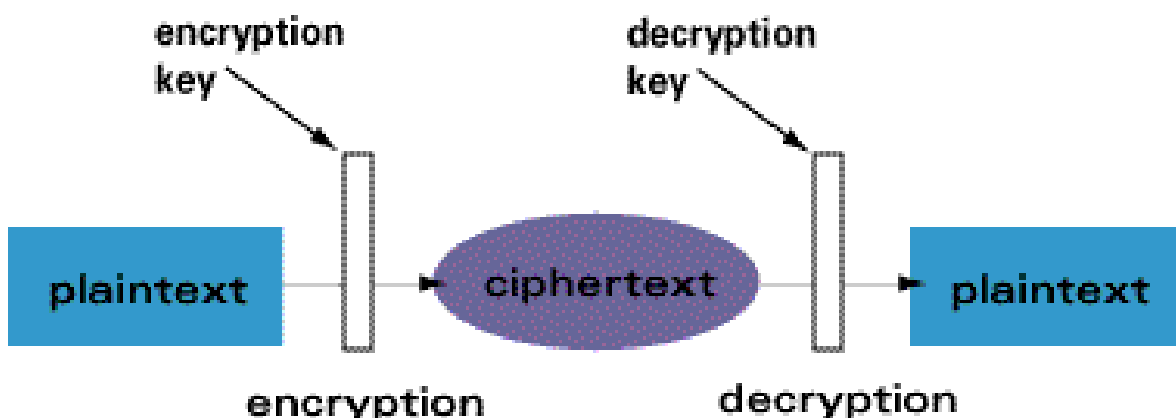 encryption
key
decryption
key
plaintext
ciphertext
plaintext
encryption
decryption